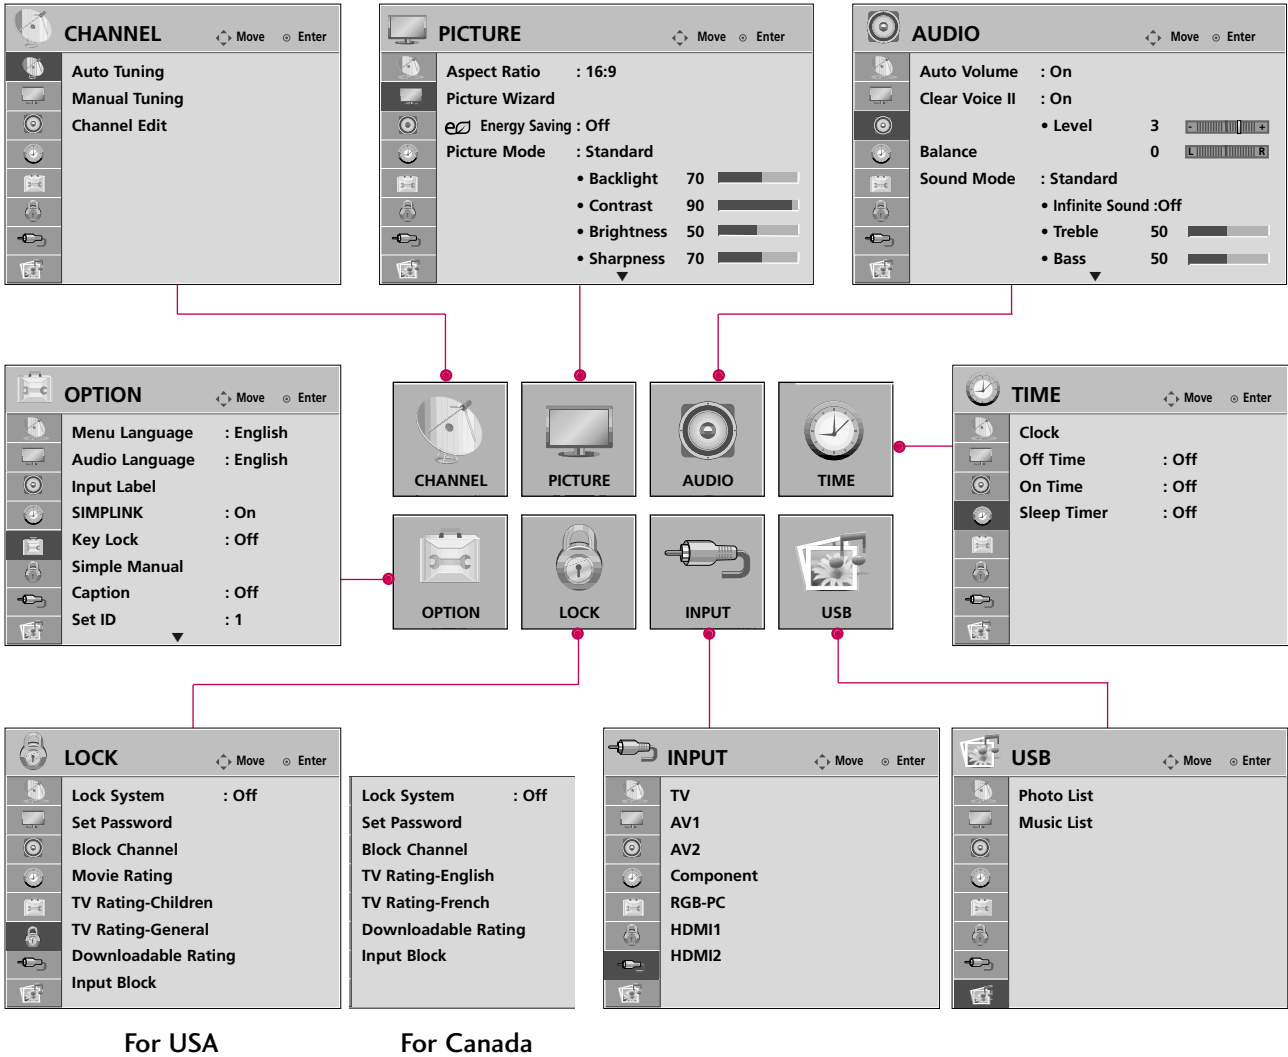 CHANNEL Move Enter
Auto Tuning
Manual Tuning
Channel Edit
PICTURE Move Enter
Aspect Ratio : 16:9
Picture Wizard
Energy Saving : Off
Picture Mode : Standard
• Backlight 70
• Contrast 90
• Brightness 50
• Sharpness 70
AUDIO Move Enter
Auto Volume : On
Clear Voice II : On
• Level 3 - +
Balance 0 L R
Sound Mode : Standard
• Infinite Sound :Off
• Treble 50
• Bass 50
OPTION Move Enter
Menu Language : English
Audio Language : English
Input Label
SIMPLINK : On
Key Lock : Off
Simple Manual
Caption : Off
Set ID : 1
CHANNEL
PICTURE
AUDIO
TIME
OPTION
LOCK
INPUT
USB
TIME Move Enter
Clock
Off Time : Off
On Time : Off
Sleep Timer : Off
LOCK Move Enter
Lock System : Off
Set Password
Block Channel
Movie Rating
TV Rating-Children
TV Rating-General
Downloadable Rating
Input Block
For USA
Lock System : Off
Set Password
Block Channel
TV Rating-English
TV Rating-French
Downloadable Rating
Input Block
For Canada
INPUT Move Enter
TV
AV1
AV2
Component
RGB-PC
HDMI1
HDMI2
USB Move Enter
Photo List
Music List